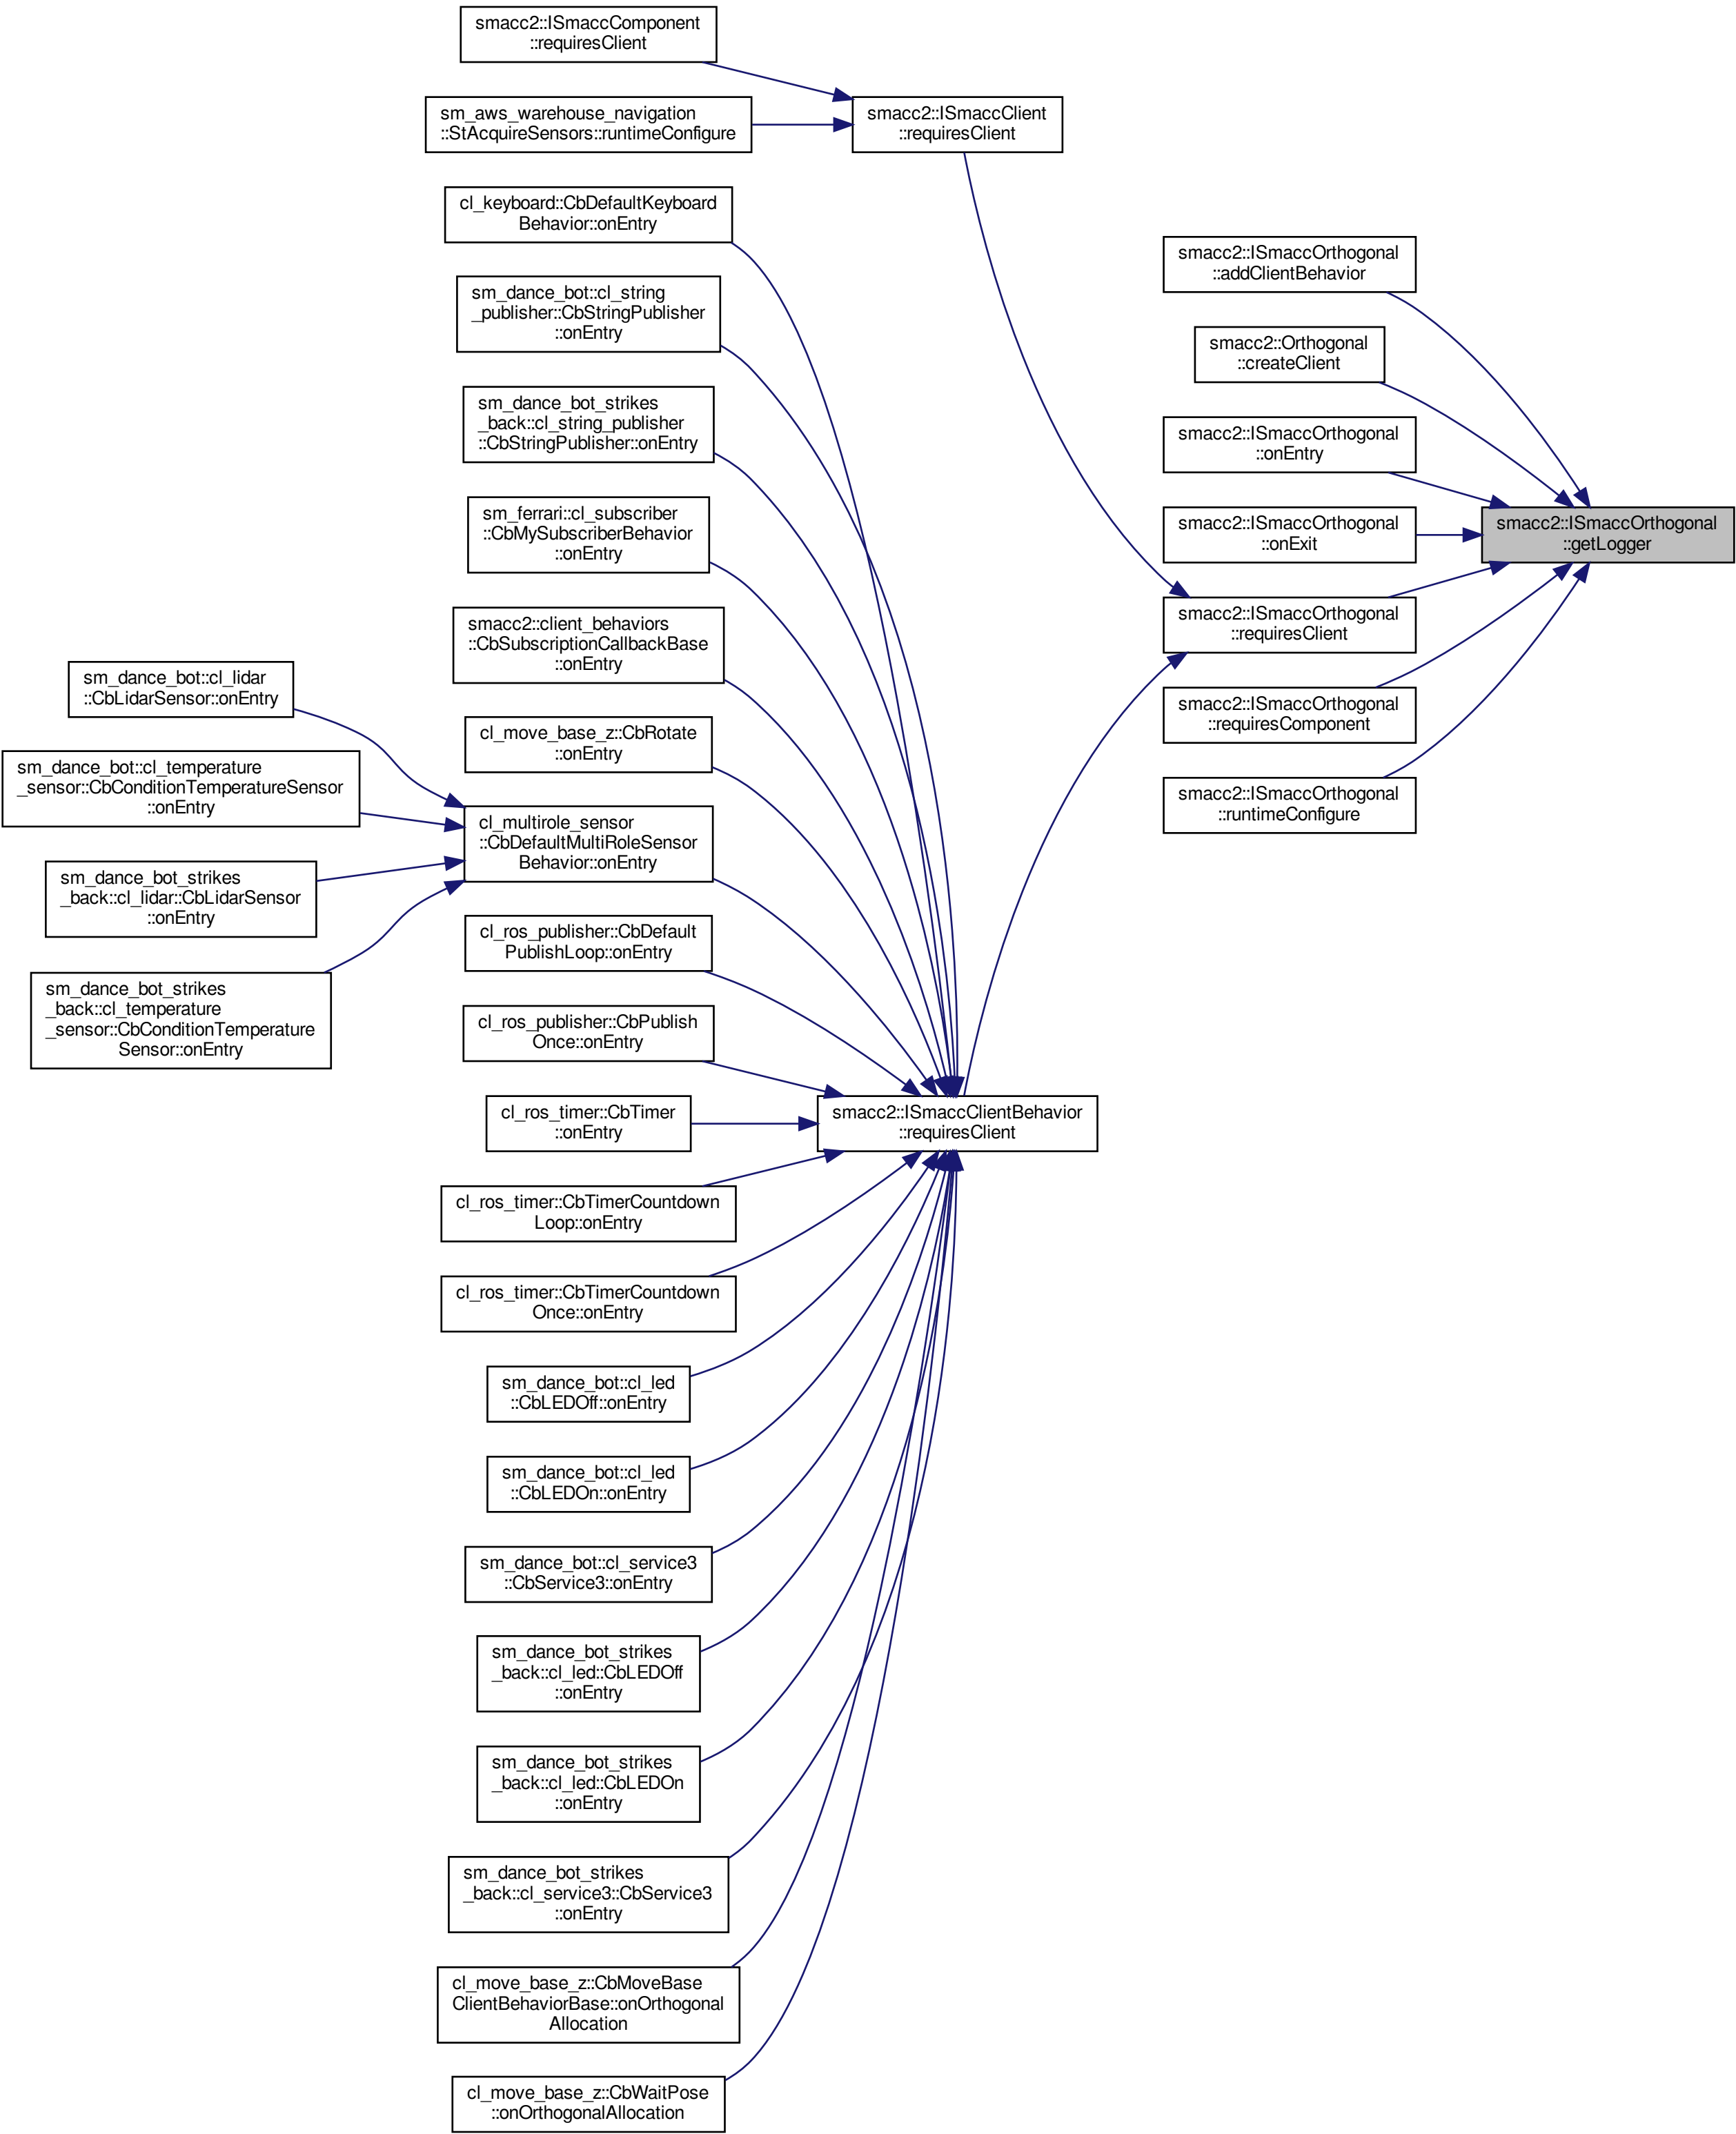 smacc2::ISmaccComponent
::requiresClient
sm_aws_warehouse_navigation
::StAcquireSensors::runtimeConfigure
smacc2::ISmaccClient
::requiresClient
cl_keyboard::CbDefaultKeyboard
Behavior::onEntry
sm_dance_bot::cl_string
_publisher::CbStringPublisher
::onEntry
sm_dance_bot_strikes
_back::cl_string_publisher
::CbStringPublisher::onEntry
sm_ferrari::cl_subscriber
::CbMySubscriberBehavior
::onEntry
smacc2::client_behaviors
::CbSubscriptionCallbackBase
::onEntry
cl_move_base_z::CbRotate
::onEntry
cl_multirole_sensor
::CbDefaultMultiRoleSensor
Behavior::onEntry
sm_dance_bot::cl_lidar
::CbLidarSensor::onEntry
sm_dance_bot::cl_temperature
_sensor::CbConditionTemperatureSensor
::onEntry
sm_dance_bot_strikes
_back::cl_lidar::CbLidarSensor
::onEntry
sm_dance_bot_strikes
_back::cl_temperature
_sensor::CbConditionTemperature
Sensor::onEntry
cl_ros_publisher::CbDefault
PublishLoop::onEntry
cl_ros_publisher::CbPublish
Once::onEntry
cl_ros_timer::CbTimer
::onEntry
cl_ros_timer::CbTimerCountdown
Loop::onEntry
cl_ros_timer::CbTimerCountdown
Once::onEntry
sm_dance_bot::cl_led
::CbLEDOff::onEntry
sm_dance_bot::cl_led
::CbLEDOn::onEntry
sm_dance_bot::cl_service3
::CbService3::onEntry
sm_dance_bot_strikes
_back::cl_led::CbLEDOff
::onEntry
sm_dance_bot_strikes
_back::cl_led::CbLEDOn
::onEntry
sm_dance_bot_strikes
_back::cl_service3::CbService3
::onEntry
cl_move_base_z::CbMoveBase
ClientBehaviorBase::onOrthogonal
Allocation
cl_move_base_z::CbWaitPose
::onOrthogonalAllocation
smacc2::ISmaccClientBehavior
::requiresClient
smacc2::ISmaccOrthogonal
::addClientBehavior
smacc2::Orthogonal
::createClient
smacc2::ISmaccOrthogonal
::onEntry
smacc2::ISmaccOrthogonal
::onExit
smacc2::ISmaccOrthogonal
::requiresClient
smacc2::ISmaccOrthogonal
::requiresComponent
smacc2::ISmaccOrthogonal
::runtimeConfigure
smacc2::ISmaccOrthogonal
::getLogger